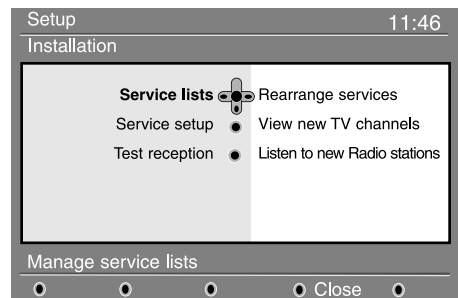 Setup 11:46
Installation
Service lists Rearrange services
Service setup View new TV channels
Test reception Listen to new Radio stations
Manage service lists
Close